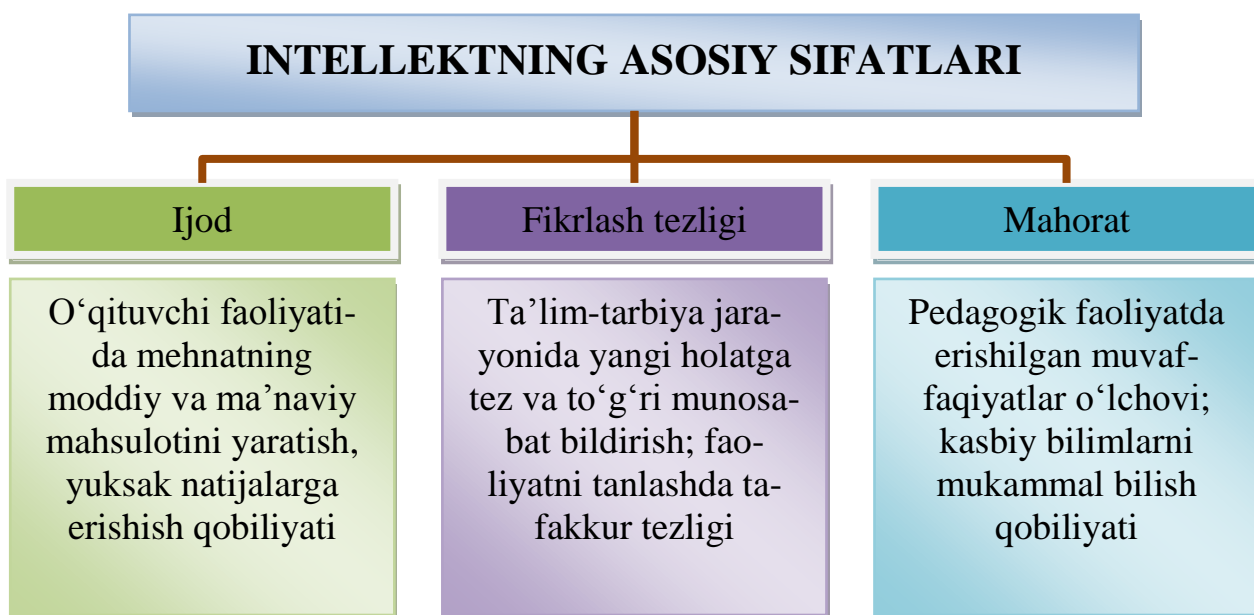 INTELLEKTNING ASOSIY SIFATLARI
Ijod
O‘qituvchi faoliyati-
da mehnatning
moddiy va ma’naviy
mahsulotini yaratish,
yuksak natijalarga
erishish qobiliyati
Fikrlash tezligi
Ta’lim-tarbiya jara-
yonida yangi holatga
tez va to‘g‘ri munosa-
bat bildirish; fao-
liyatni tanlashda ta-
fakkur tezligi
Mahorat
Pedagogik faoliyatda
erishilgan muvaf-
faqiyatlar o‘lchovi;
kasbiy bilimlarni
mukammal bilish
qobiliyati